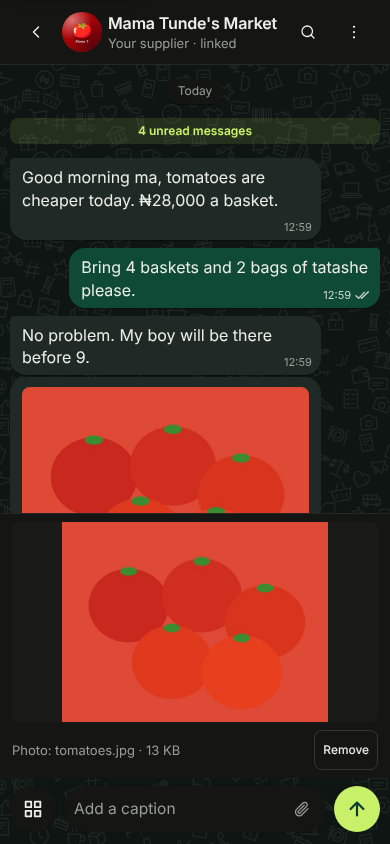 Mama Tunde's Market
Your supplier · linked
Today
4 unread messages
Good morning ma, tomatoes are
cheaper today. ₦28,000 a basket.
12:59
Bring 4 baskets and 2 bags of tatashe
please.
12:59
No problem. My boy will be there
before 9.
12:59
Photo: tomatoes.jpg · 13 KB
Remove
Add a caption